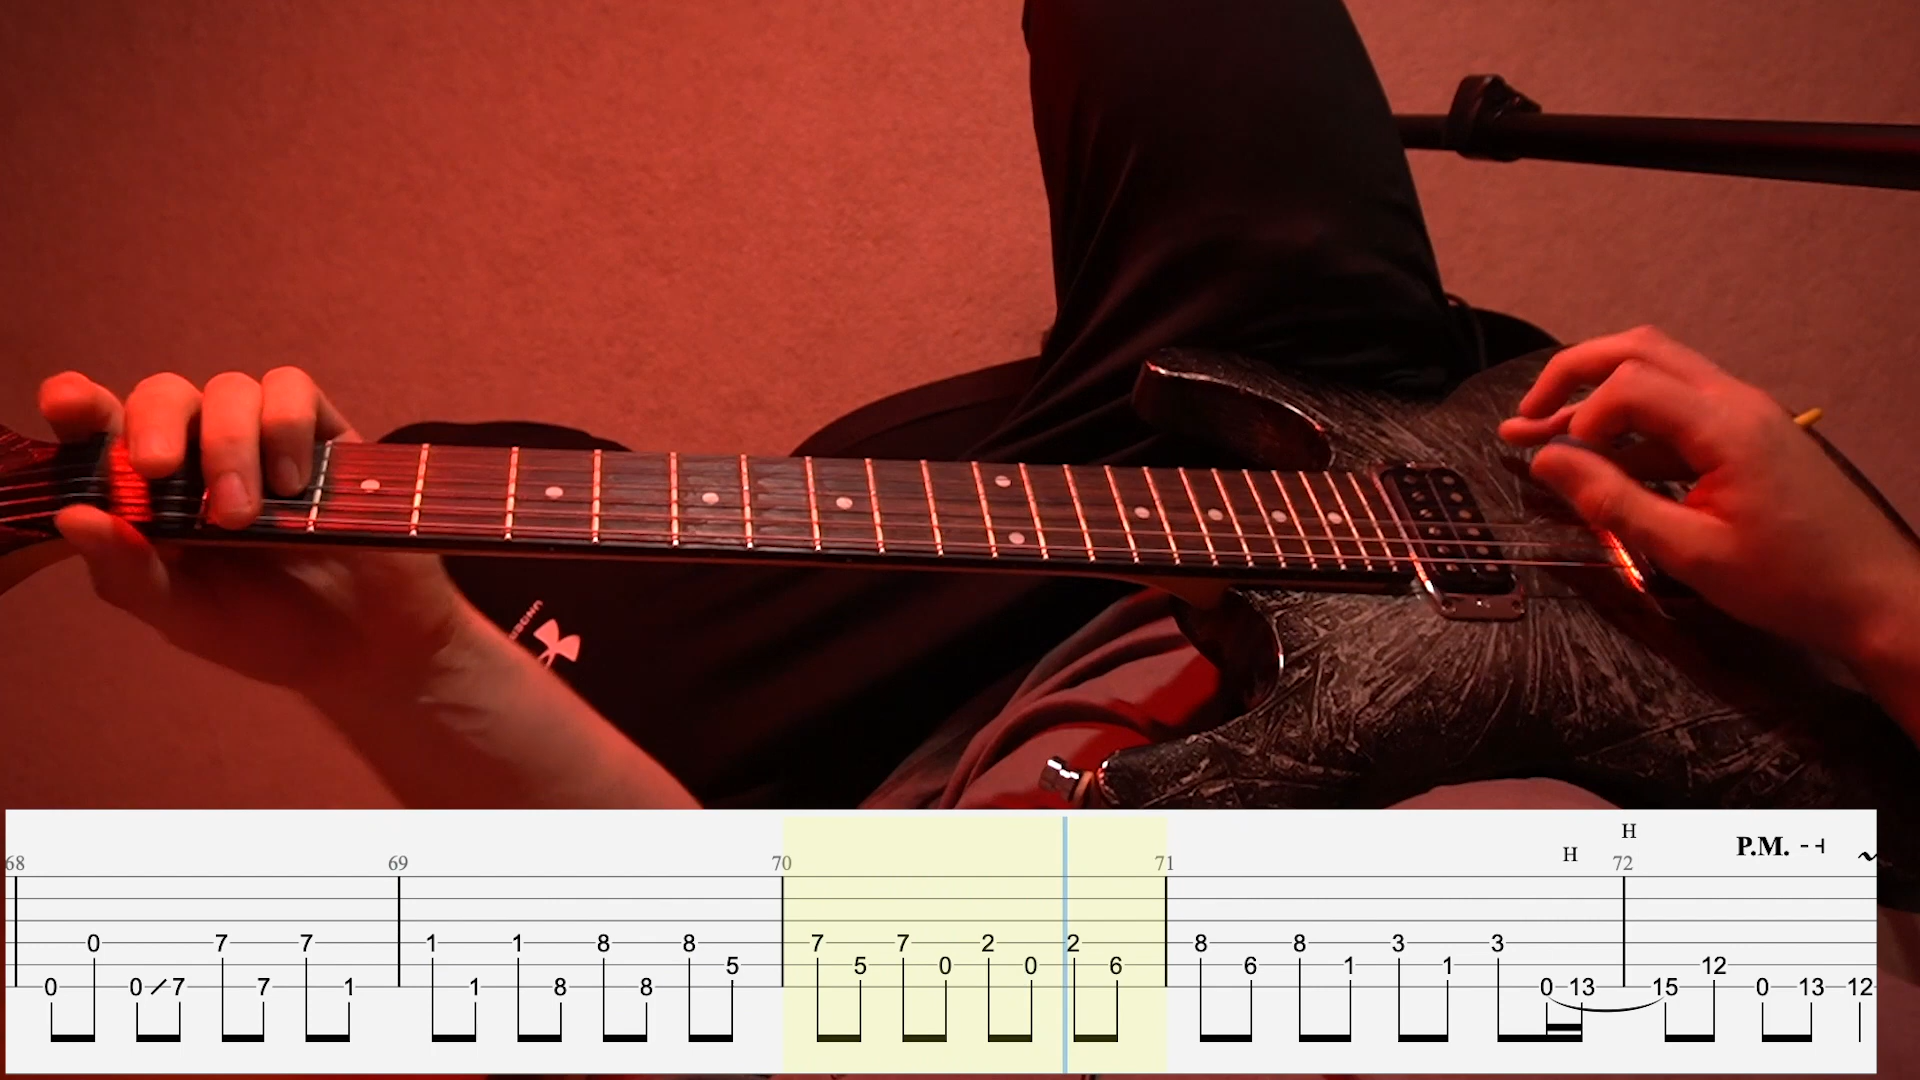 H
H P.M.
68 69 70 71 72
0 7 7 1 1 8 8 7 7 2 2 8 8 3 3
5 5 0 0 6 6 1 1 12
0 0 / 7 7 1 1 8 8 0 13 15 0 13 12